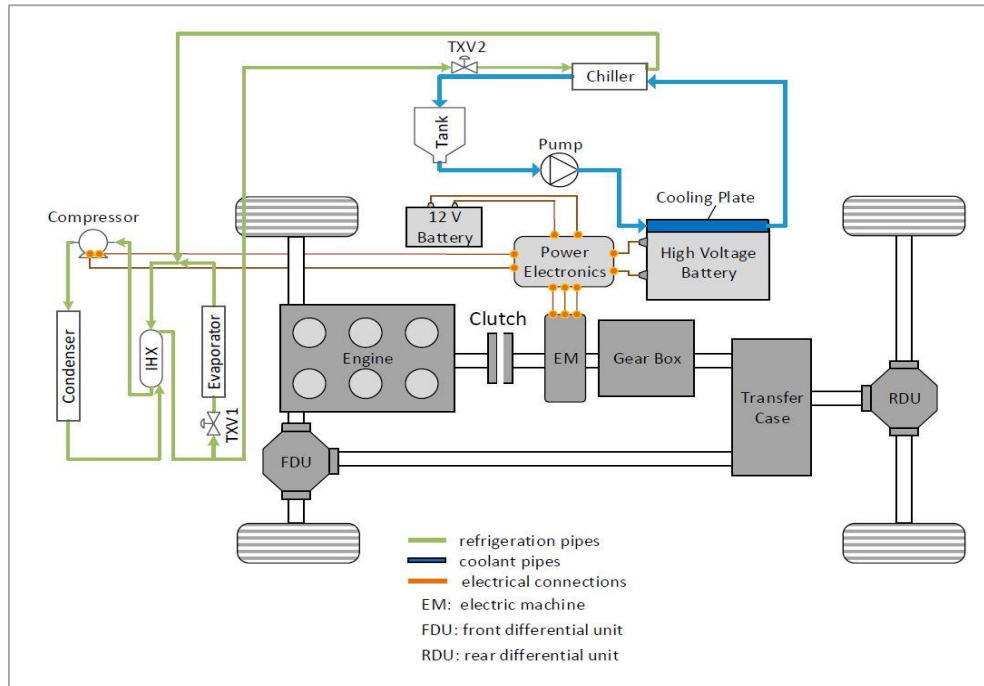 TXV2
Chiller
Tank
Pump
Cooling Plate
Compressor
12 V
Battery
Power
Electronics
High Voltage
Battery
Condenser
IHX
Evaporator
TXV1
Clutch
Engine
EM
Gear Box
Transfer
Case
RDU
FDU
refrigeration pipes
coolant pipes
electrical connections
EM: electric machine
FDU: front differential unit
RDU: rear differential unit